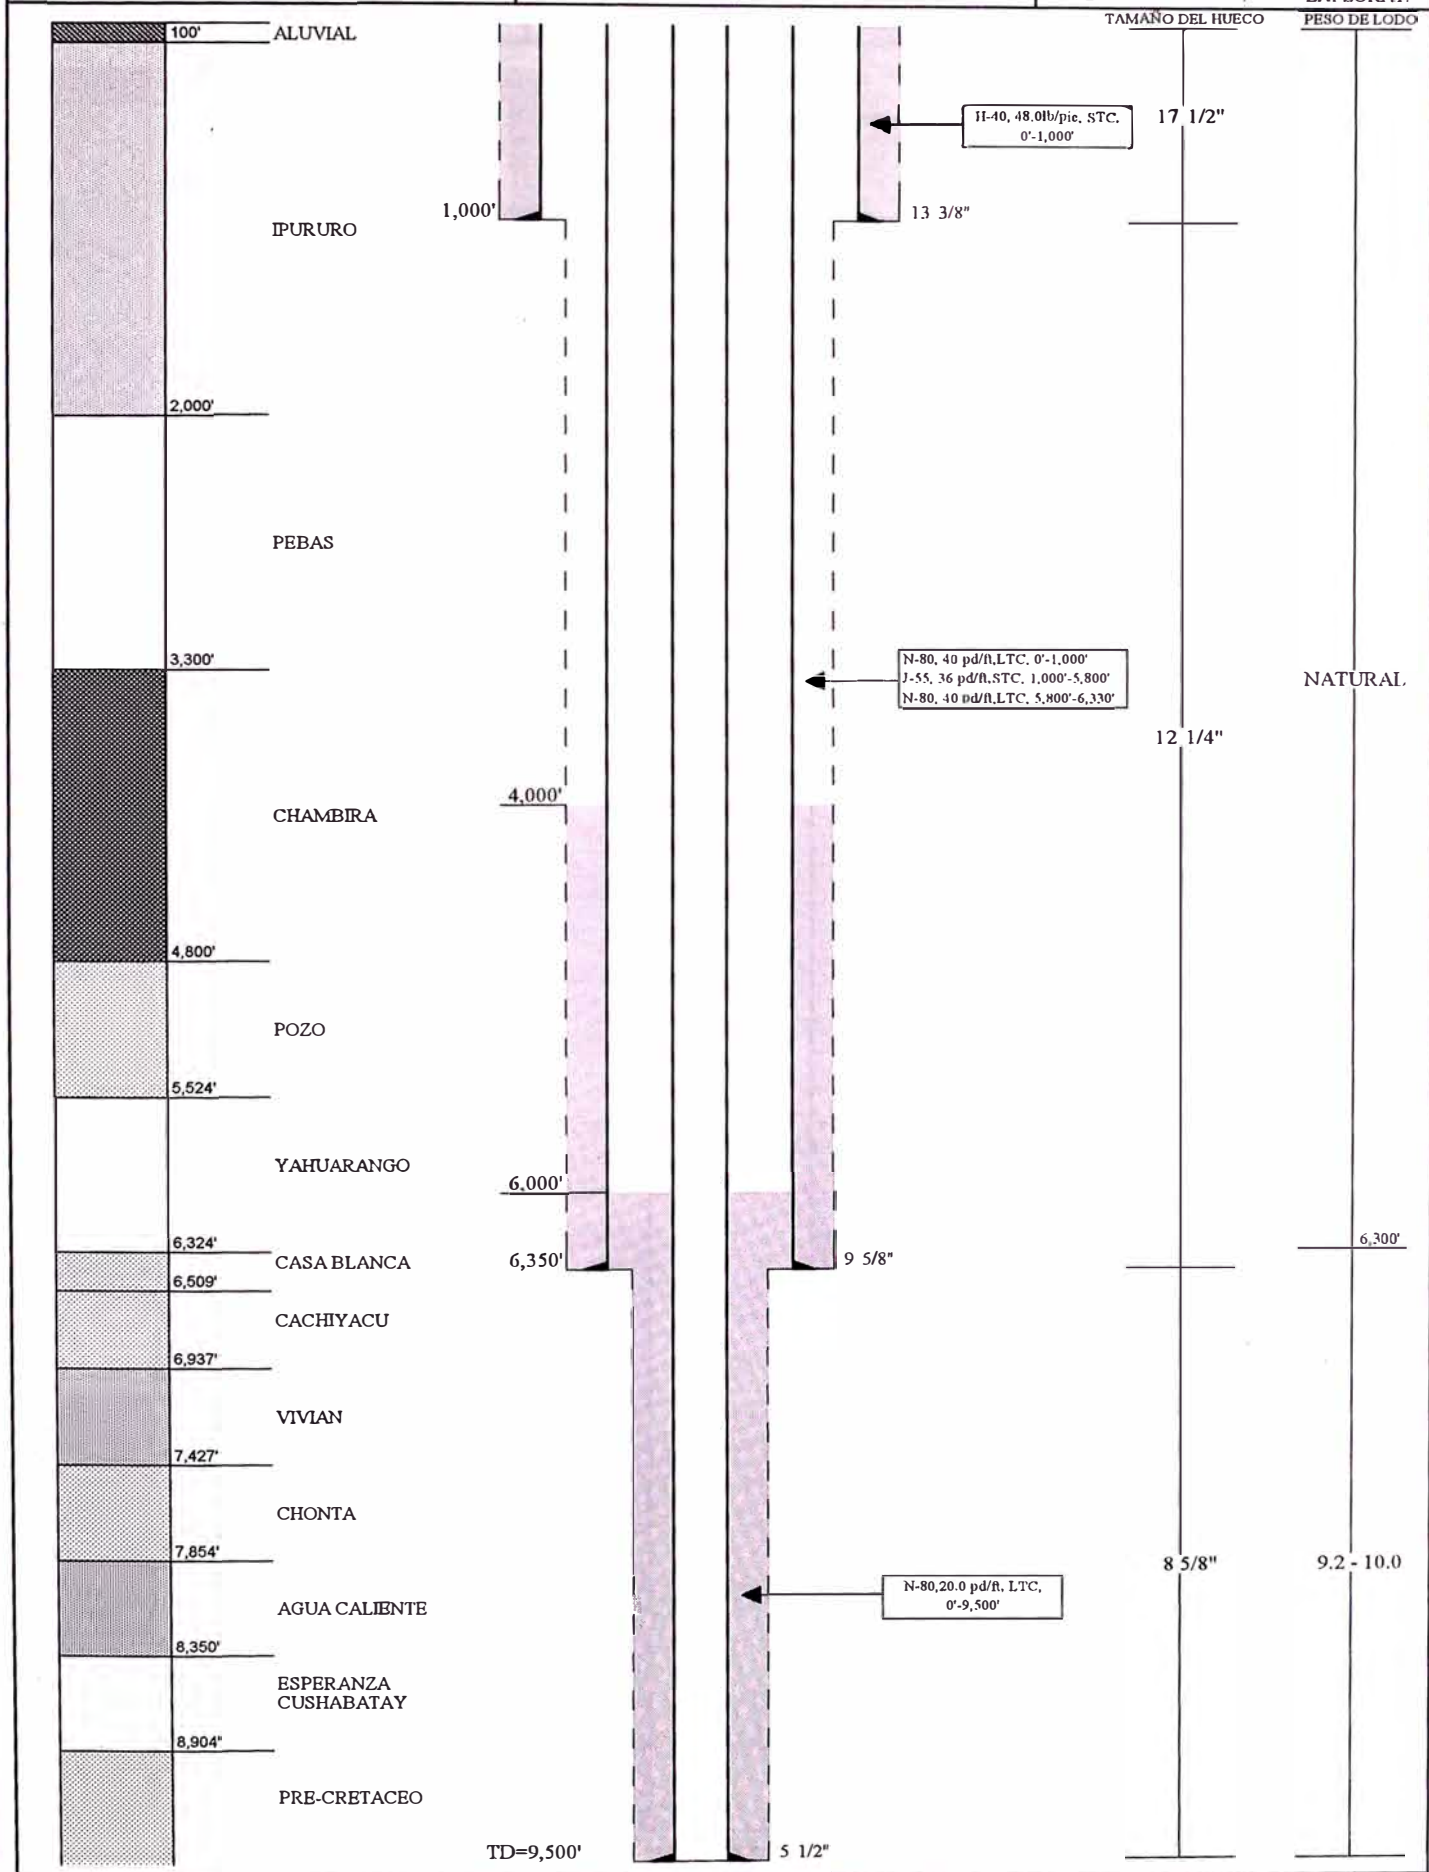 TAMAÑO DEL HUECO
PESO DE LODO
100'
ALUVIAL
H-40, 48.0lb/pie, STC,
0'-1,000'
17 1/2"
1,000'
13 3/8"
IPURURO
2,000'
PEBAS
3,300'
N-80, 40 pd/ft,LTC, 0'-1,000'
J-55, 36 pd/ft,STC, 1,000'-5,800'
N-80, 40 pd/ft,LTC, 5,800'-6,330'
NATURAL
12 1/4"
4,000'
CHAMBIRA
4,800'
POZO
5,524'
YAHUARANGO
6,000'
6,324'
6,300'
CASA BLANCA
6,350'
9 5/8"
6,509'
CACHIYACU
6,937'
VIVIAN
7,427'
CHONTA
7,854'
8 5/8"
9.2 - 10.0
N-80,20.0 pd/ft, LTC,
0'-9,500'
AGUA CALIENTE
8,350'
ESPERANZA
CUSHABATAY
8,904"
PRE-CRETACEO
TD=9,500'
5 1/2"